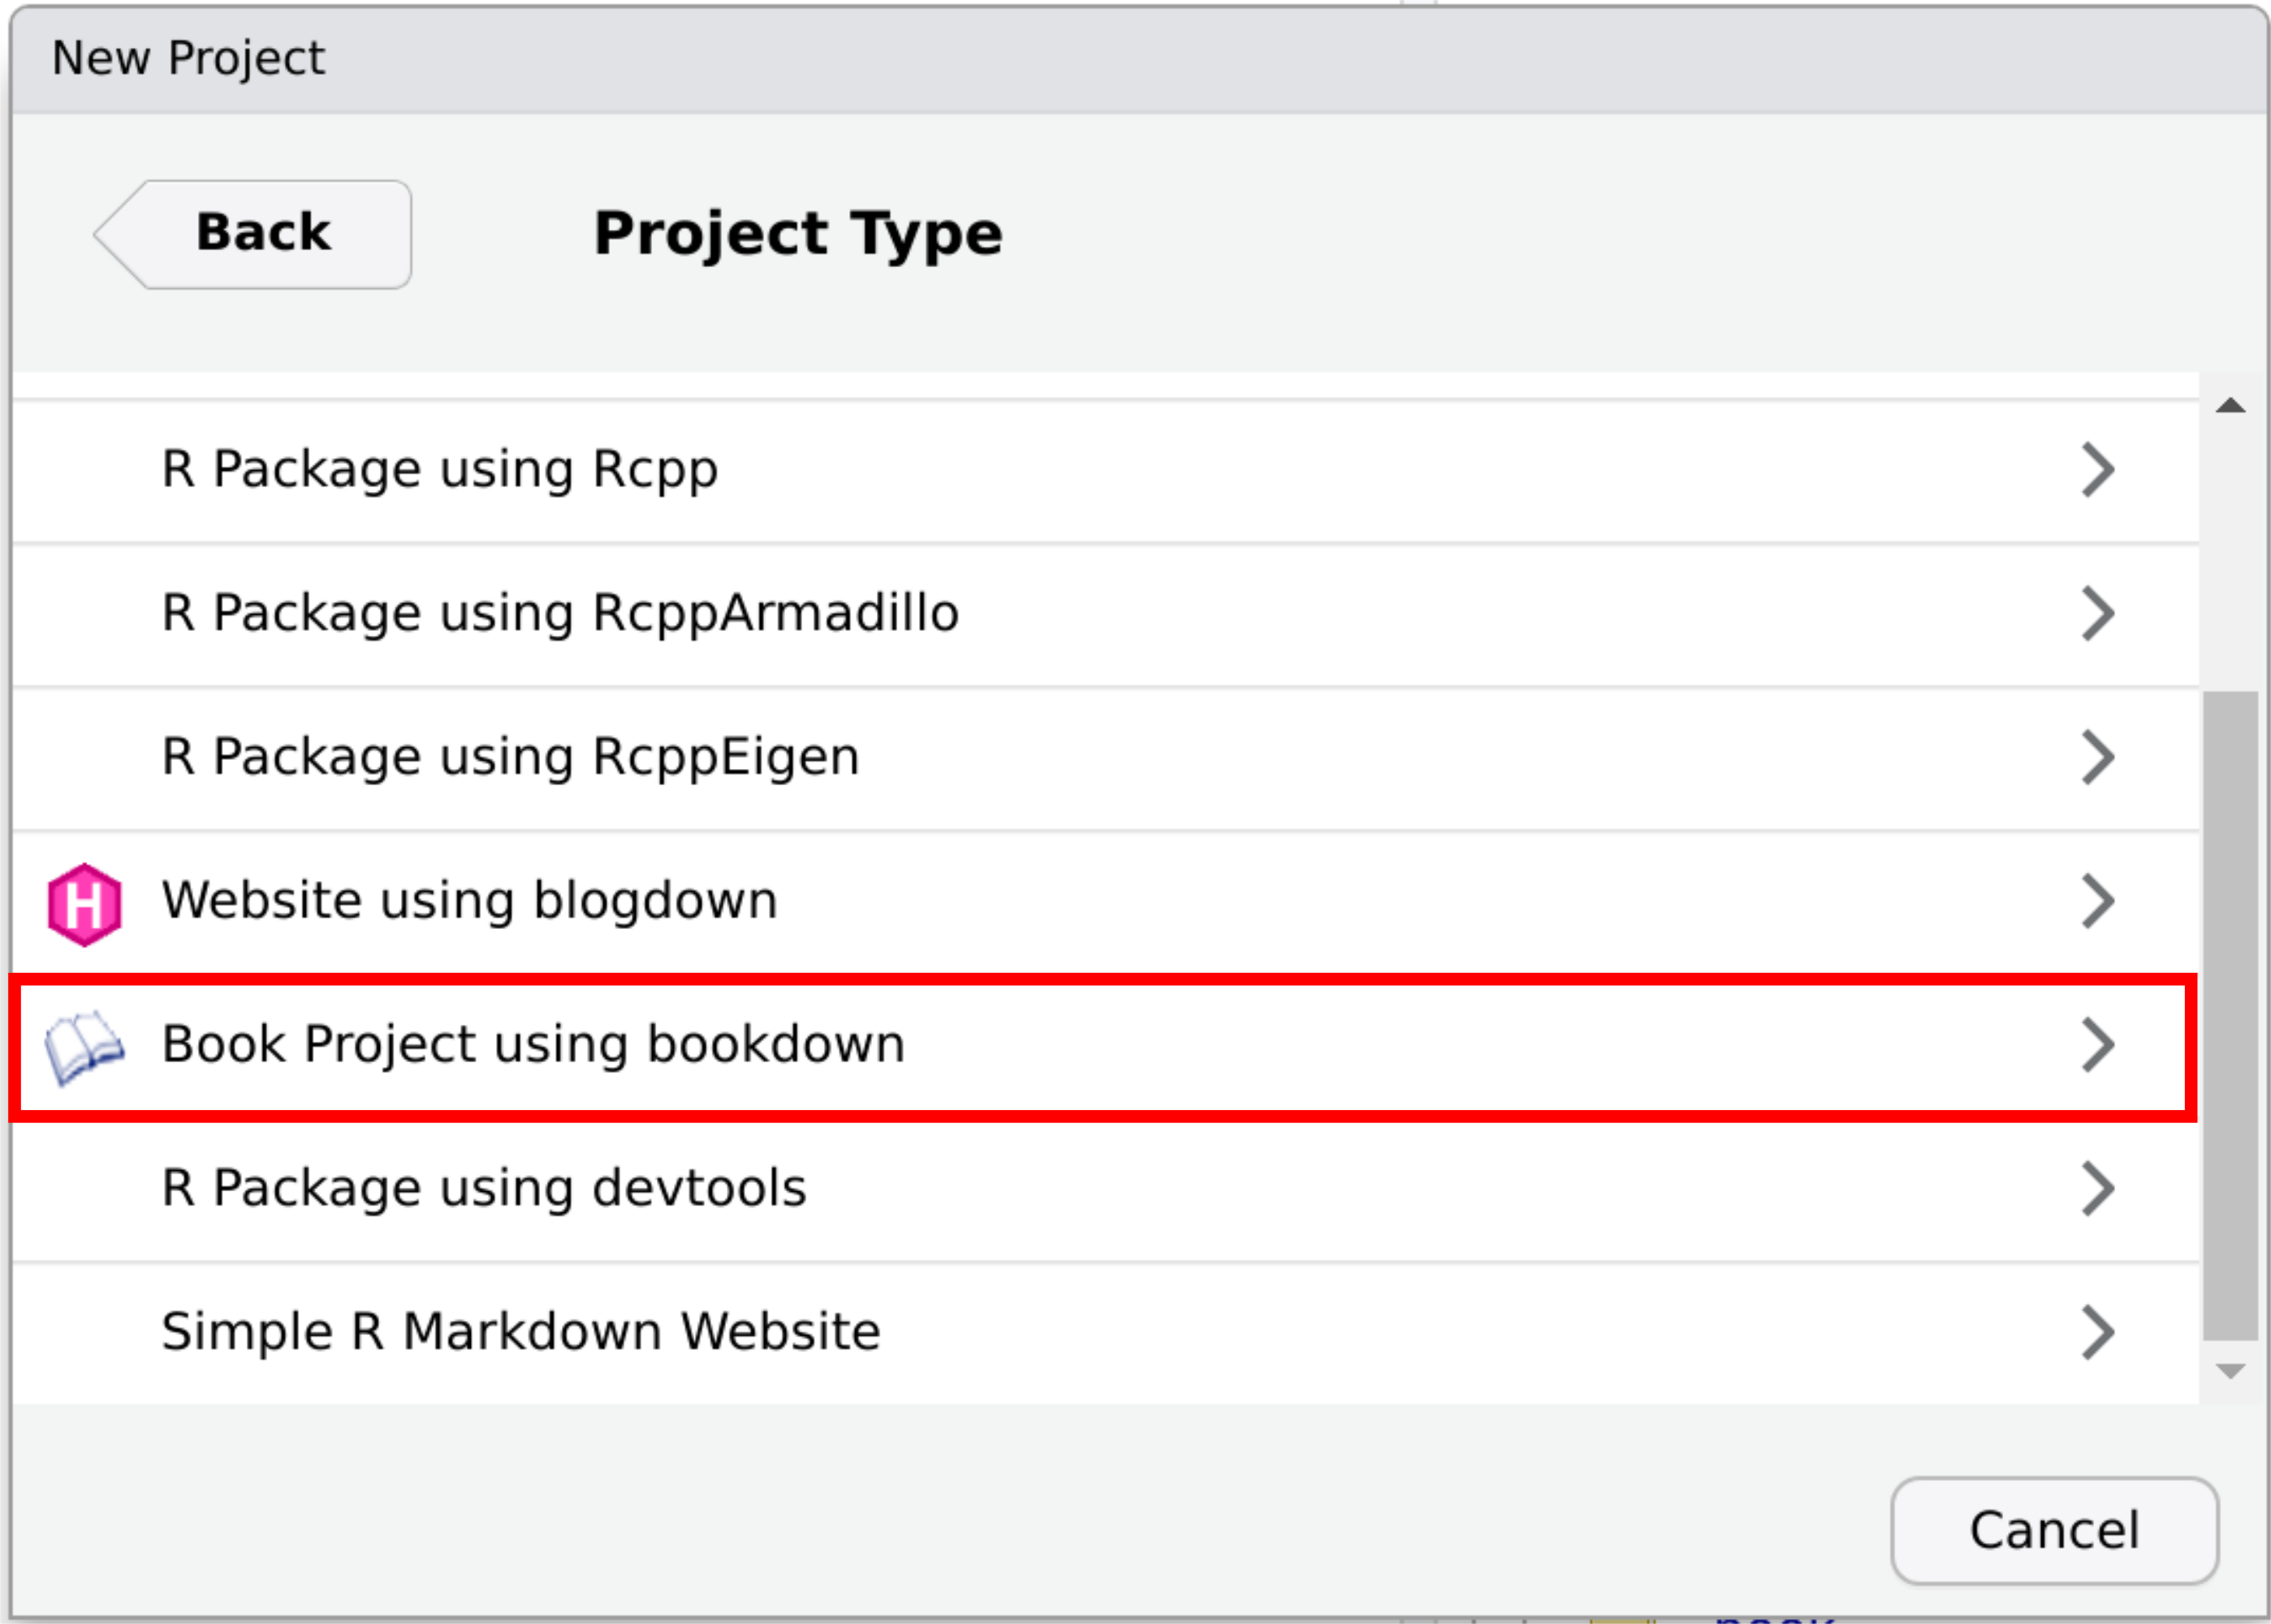 New Project
Back
Project Type
R Package using Rcpp
R Package using RcppArmadillo
R Package using RcppEigen
H
Website using blogdown
Book Project using bookdown
R Package using devtools
Simple R Markdown Website
Cancel